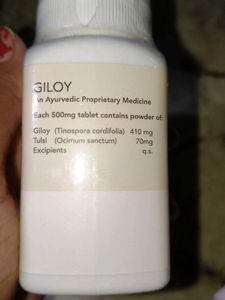 GILOY
An Ayurvedic Proprietary Medicine
Each 500mg tablet contains powder of:
Giloy (Tinospora cordifolia) 410 mg
Tulsi (Ocimum sanctum) 70mg
Excipients q.s.